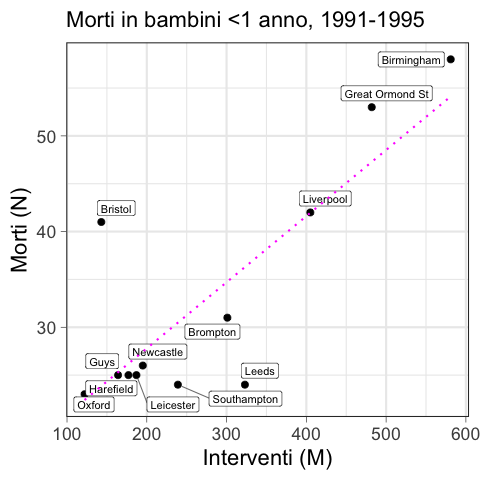 Morti in bambini <1 anno, 1991-1995
Birmingham
Great Ormond St
50
Liverpool
Bristol
40
Morti (N)
Brompton
30
Newcastle
Guys
Leeds
Harefield
Southampton
Oxford
Leicester
100 200 300 400 500 600
Interventi (M)